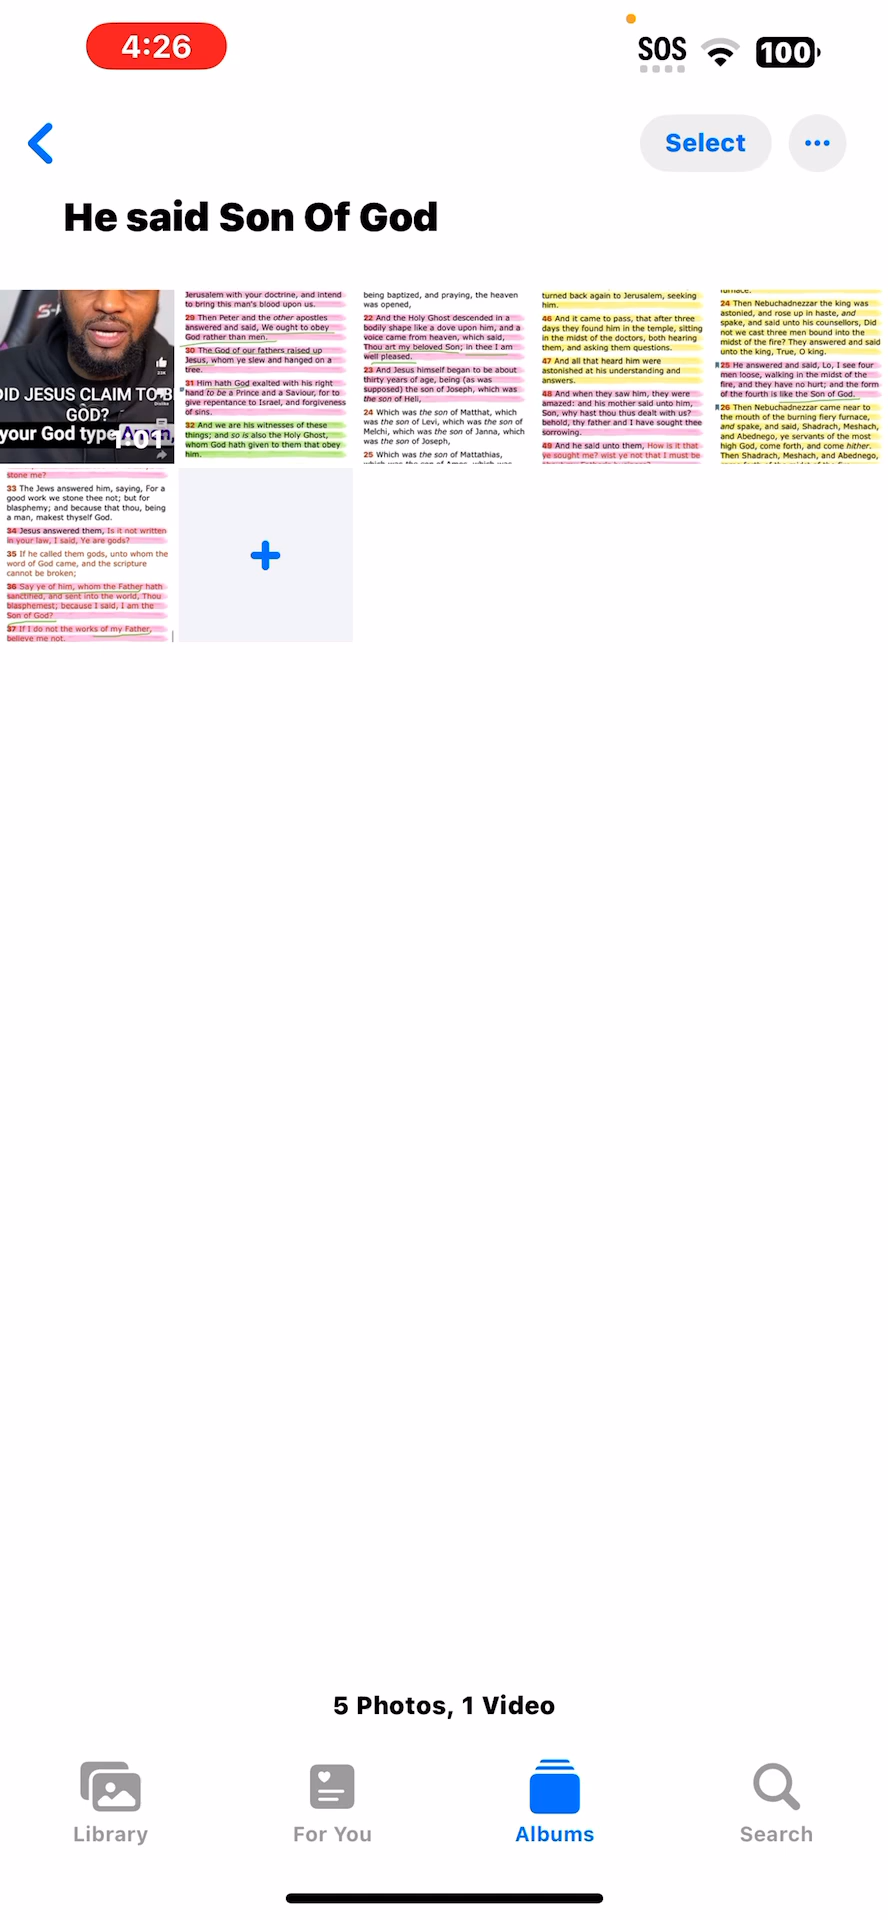 4:26
SOS
100
Select
He said Son Of God
DID JESUS CLAIM TO B
GOD?
your God type Amen
1:01
Jerusalem with your doctrine, and intend
to bring this man's blood upon us.
29 Then Peter and the other apostles
answered and said, We ought to obey
God rather than men.
30 The God of our fathers raised up
Jesus, whom ye slew and hanged on a
tree.
31 Him hath God exalted with his right
hand to be a Prince and a Saviour, for to
give repentance to Israel, and forgiveness
of sins.
32 And we are his witnesses of these
things; and so is also the Holy Ghost,
whom God hath given to them that obey
him.
being baptized, and praying, the heaven
was opened,
22 And the Holy Ghost descended in a
bodily shape like a dove upon him, and a
voice came from heaven, which said,
Thou art my beloved Son; in thee I am
well pleased.
23 And Jesus himself began to be about
thirty years of age, being (as was
supposed) the son of Joseph, which was
the son of Heli,
24 Which was the son of Matthat, which
was the son of Levi, which was the son of
Melchi, which was the son of Janna, which
was the son of Joseph,
25 Which was the son of Mattathias,
which was the son of Amos, which was
turned back again to Jerusalem, seeking
him.
46 And it came to pass, that after three
days they found him in the temple, sitting
in the midst of the doctors, both hearing
them, and asking them questions.
47 And all that heard him were
astonished at his understanding and
answers.
48 And when they saw him, they were
amazed: and his mother said unto him,
Son, why hast thou thus dealt with us?
behold, thy father and I have sought thee
sorrowing.
49 And he said unto them, How is it that
ye sought me? wist ye not that I must be
about my Father's business?
furnace.
24 Then Nebuchadnezzar the king was
astonied, and rose up in haste, and
spake, and said unto his counsellors, Did
not we cast three men bound into the
midst of the fire? They answered and said
unto the king, True, O king.
25 He answered and said, Lo, I see four
men loose, walking in the midst of the
fire, and they have no hurt; and the form
of the fourth is like the Son of God.
26 Then Nebuchadnezzar came near to
the mouth of the burning fiery furnace,
and spake, and said, Shadrach, Meshach,
and Abednego, ye servants of the most
high God, come forth, and come hither.
Then Shadrach, Meshach, and Abednego,
stone me?
33 The Jews answered him, saying, For a
good work we stone thee not; but for
blasphemy; and because that thou, being
a man, makest thyself God.
34 Jesus answered them, Is it not written
in your law, I said, Ye are gods?
35 If he called them gods, unto whom the
word of God came, and the scripture
cannot be broken;
36 Say ye of him, whom the Father hath
sanctified, and sent into the world, Thou
blasphemest; because I said, I am the
Son of God?
37 If I do not the works of my Father,
believe me not.
5 Photos, 1 Video
Library
For You
Albums
Search